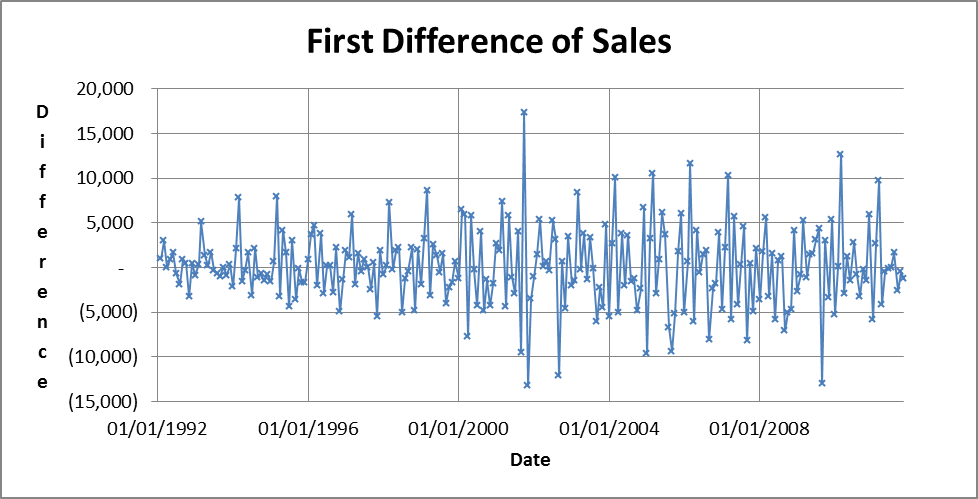 First Difference of Sales
Difference
20,000
15,000
10,000
5,000
-
(5,000)
(10,000)
(15,000)
01/01/1992 01/01/1996 01/01/2000 01/01/2004 01/01/2008
Date